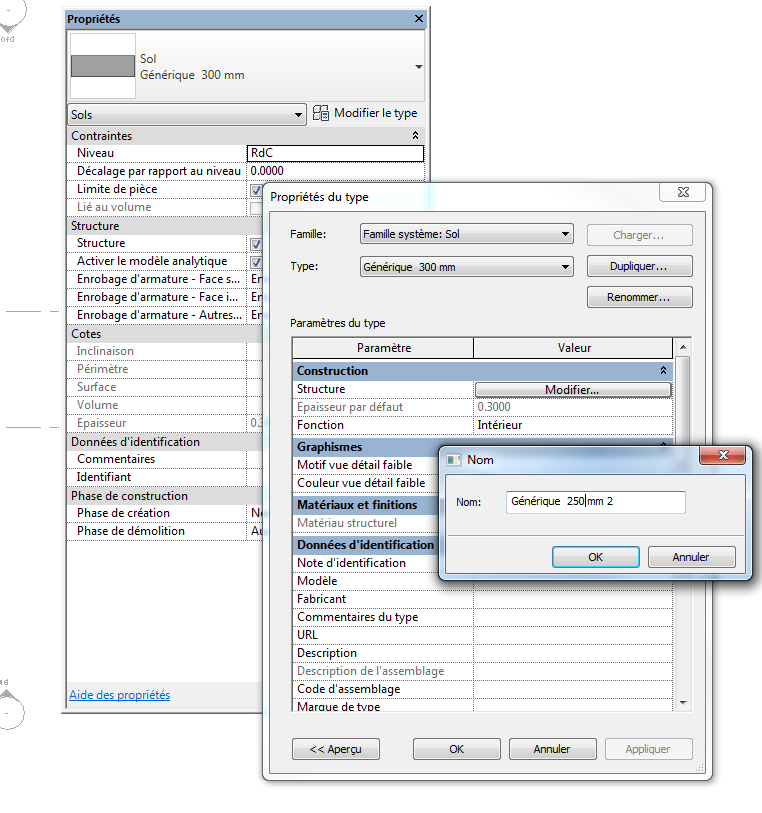 ord
Propriétés
Sol
Générique 300 mm
Sols
Modifier le type
Contraintes
Niveau RdC
Décalage par rapport au niveau 0.0000
Limite de pièce
Lié au volume
Structure
Structure
Activer le modèle analytique
Enrobage d'armature - Face s... En
Enrobage d'armature - Face i... En
Enrobage d'armature - Autres... En
Cotes
Inclinaison
Périmètre
Surface
Volume
Epaisseur 0.3
Données d'identification
Commentaires
Identifiant
Phase de construction
Phase de création No
Phase de démolition Au
Aide des propriétés
Propriétés du type
Famille: Famille système: Sol Charger...
Type: Générique 300 mm Dupliquer...
Renommer...
Paramètres du type
Paramètre Valeur
Construction
Structure Modifier...
Epaisseur par défaut 0.3000
Fonction Intérieur
Graphismes
Motif vue détail faible
Couleur vue détail faible
Matériaux et finitions
Matériau structurel
Données d'identification
Note d'identification
Modèle
Fabricant
Commentaires du type
URL
Description
Description de l'assemblage
Code d'assemblage
Marque de type
<< Aperçu OK Annuler Appliquer
Nom
Nom: Générique 250mm 2
OK Annuler